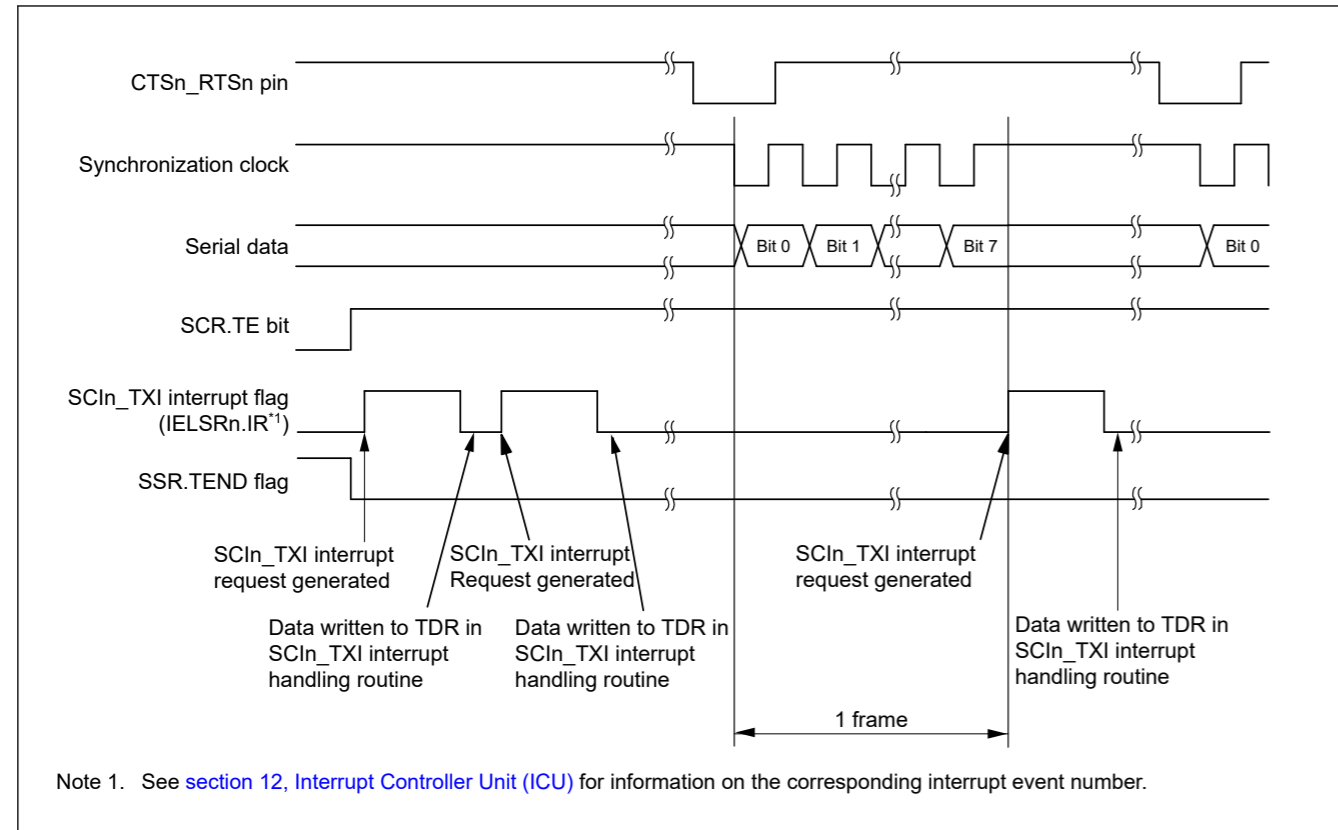 CTSn_RTSn pin
Synchronization clock
Serial data
Bit 0
Bit 1
Bit 7
Bit 0
SCR.TE bit
SCIn_TXI interrupt flag
(IELSRn.IR*1)
SSR.TEND flag
SCIn_TXI interrupt
request generated
SCIn_TXI interrupt
Request generated
SCIn_TXI interrupt
request generated
Data written to TDR in
SCIn_TXI interrupt
handling routine
Data written to TDR in
SCIn_TXI interrupt
handling routine
Data written to TDR in
SCIn_TXI interrupt
handling routine
1 frame
Note 1. See section 12, Interrupt Controller Unit (ICU) for information on the corresponding interrupt event number.